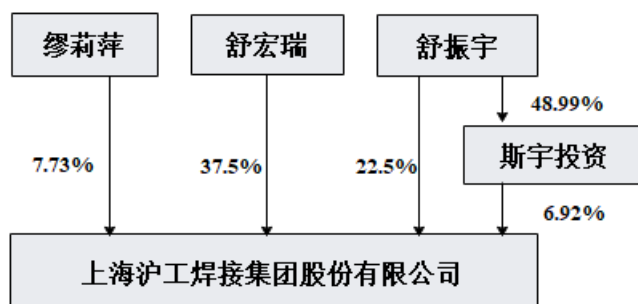 缪莉萍
舒宏瑞
舒振宇
48.99%
斯宇投资
7.73%
37.5%
22.5%
6.92%
上海沪工焊接集团股份有限公司